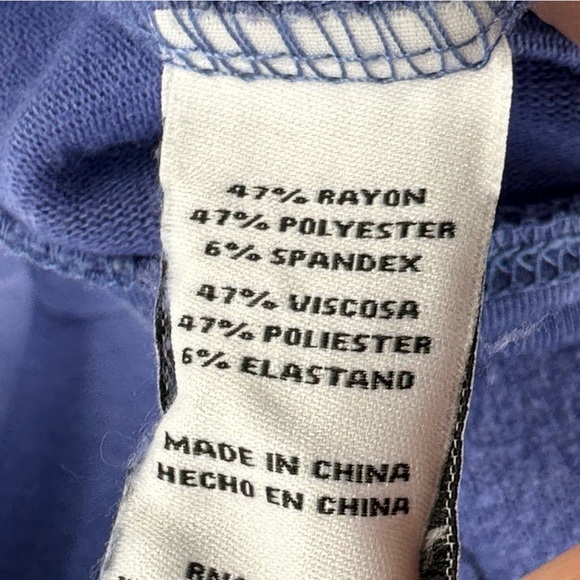 47% RAYON
47% POLYESTER
6% SPANDEX
47% VISCOSA
47% POLIESTER
6% ELASTANO
MADE IN CHINA
HECHO EN CHINA